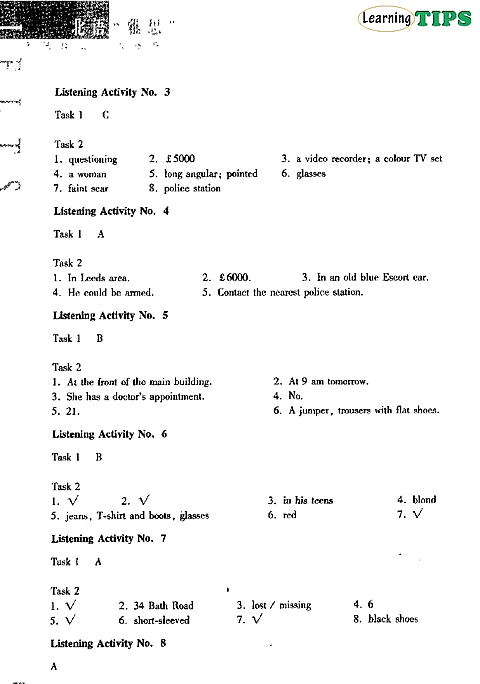 Learning TIPS
Listening Activity No. 3
Task 1 C
Task 2
1. questioning 2. £5000 3. a video recorder; a colour TV set
4. a woman 5. long angular; pointed 6. glasses
7. faint scar 8. police station
Listening Activity No. 4
Task 1 A
Task 2
1. In Leeds area. 2. £6000. 3. In an old blue Escort car.
4. He could be armed. 5. Contact the nearest police station.
Listening Activity No. 5
Task 1 B
Task 2
1. At the front of the main building. 2. At 9 am tomorrow.
3. She has a doctor's appointment. 4. No.
5. 21. 6. A jumper, trousers with flat shoes.
Listening Activity No. 6
Task 1 B
Task 2
1. √ 2. √ 3. in his teens 4. blond
5. jeans, T-shirt and boots, glasses 6. red 7. √
Listening Activity No. 7
Task 1 A
Task 2
1. √ 2. 34 Bath Road 3. lost / missing 4. 6
5. √ 6. short-sleeved 7. √ 8. black shoes
Listening Activity No. 8
A